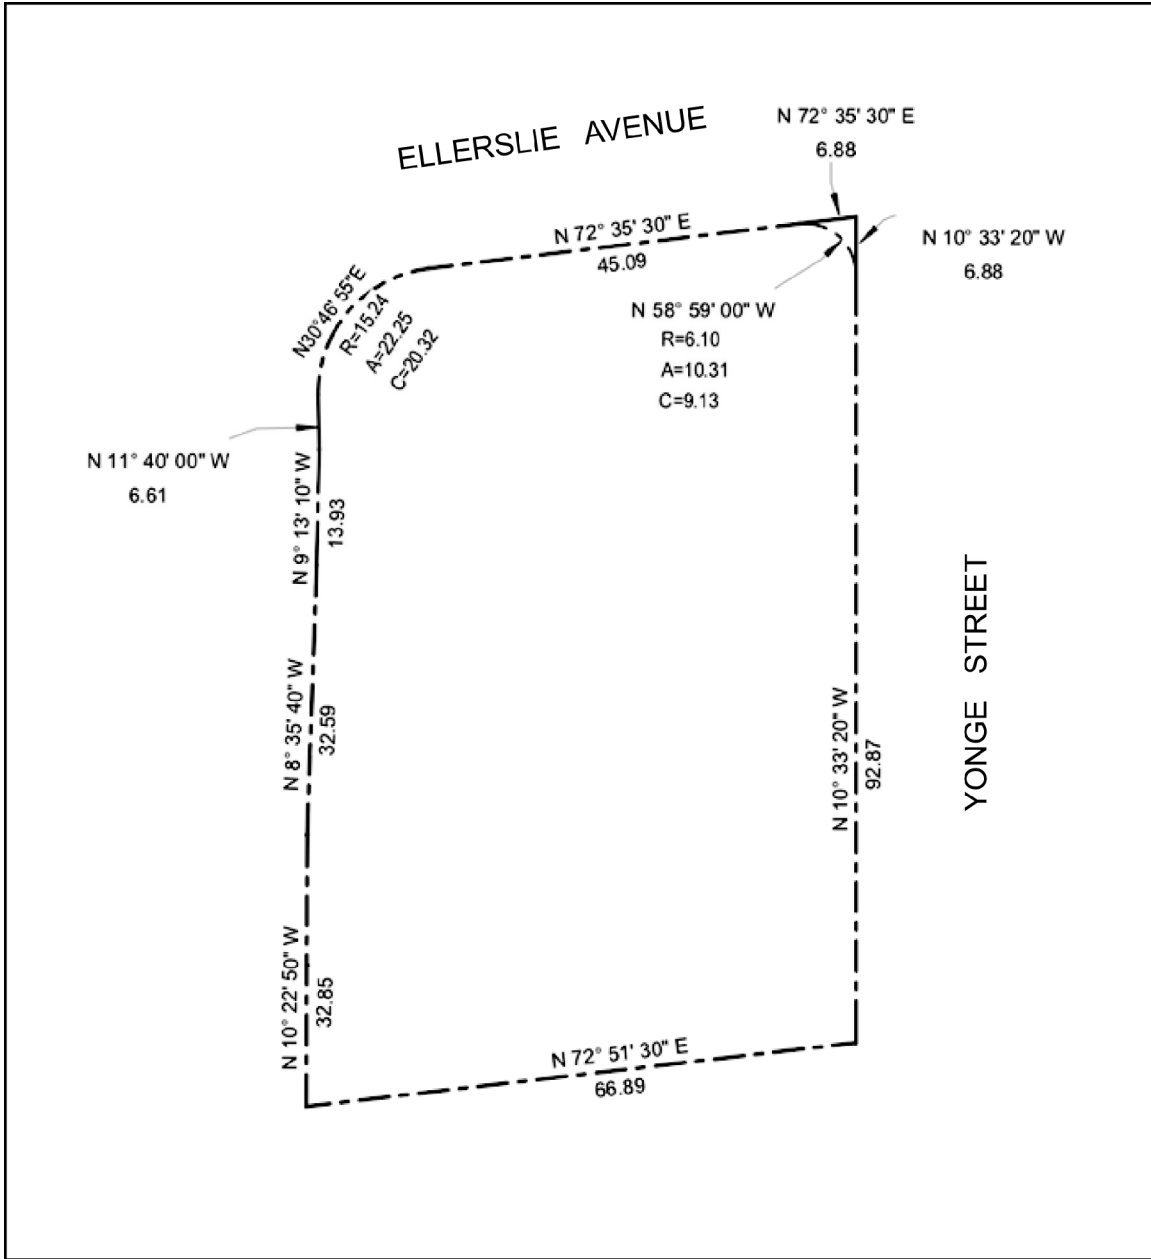 ELLERSLIE AVENUE
N 72° 35' 30" E
6.88
N 72° 35' 30" E
45.09
N 10° 33' 20" W
6.88
N30°46' 55"E
R=15.24
A=22.25
C=20.32
N 58° 59' 00" W
R=6.10
A=10.31
C=9.13
N 11° 40' 00" W
6.61
N 9° 13' 10" W
13.93
N 8° 35' 40" W
32.59
N 10° 33' 20" W
92.87
YONGE STREET
N 10° 22' 50" W
32.85
N 72° 51' 30" E
66.89